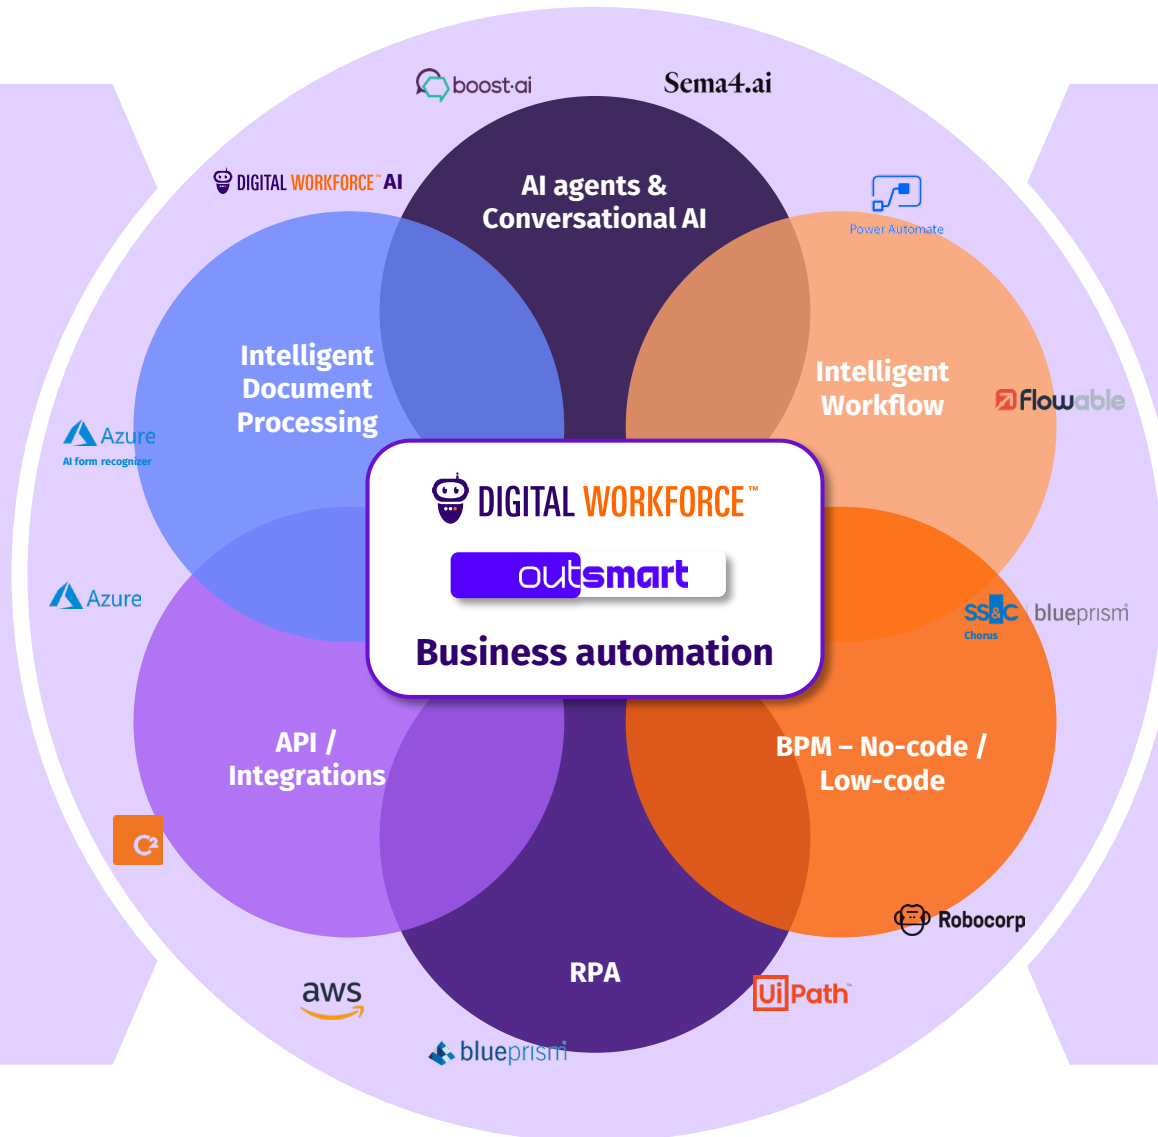 boost.ai
Sema4.ai
DIGITAL WORKFORCE™ AI
AI agents &
Conversational AI
Power Automate
Intelligent
Document
Processing
Intelligent
Workflow
Flowable
Azure
AI form recognizer
DIGITAL WORKFORCE™
outsmart
Business automation
Azure
SS&C blueprism
Chorus
API /
Integrations
BPM – No-code /
Low-code
C²
Robocorp
RPA
aws
UiPath™
blueprism